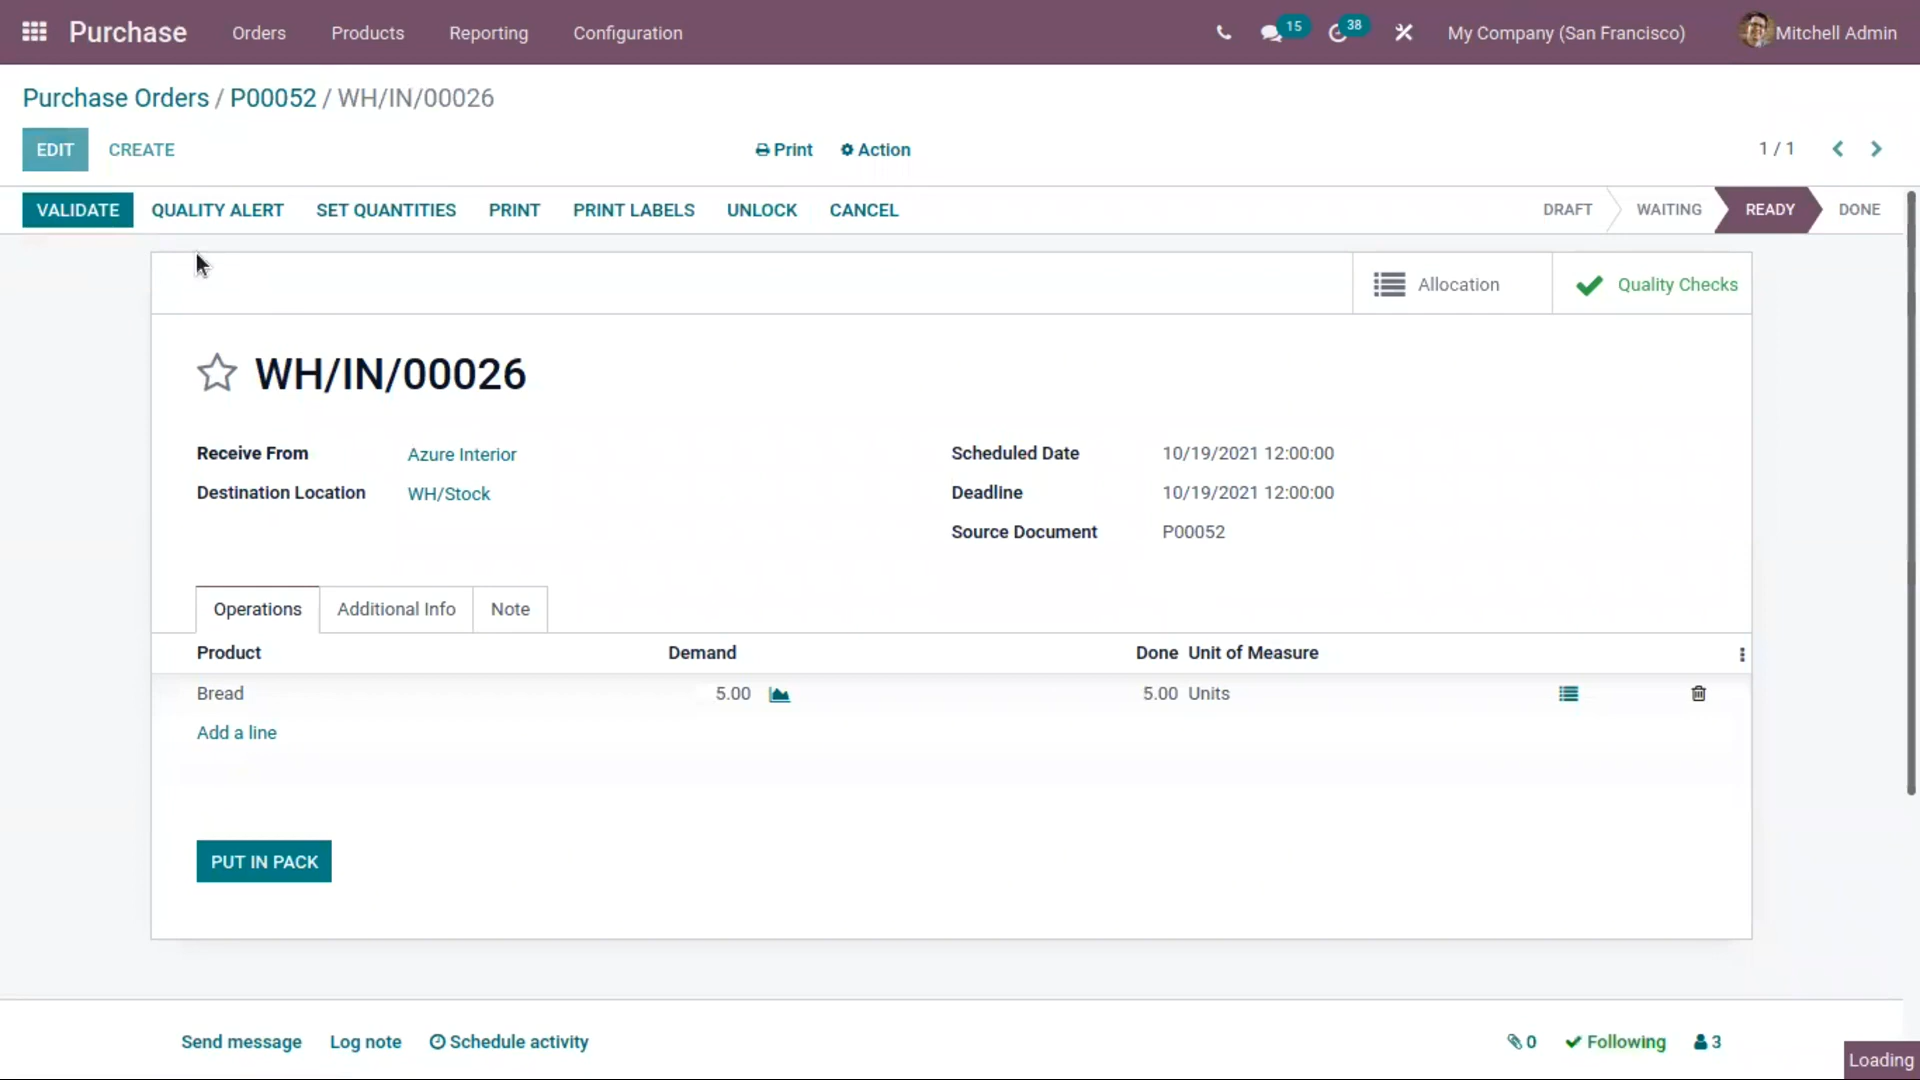 Purchase Orders Products Reporting Configuration 15 38 My Company (San Francisco) Mitchell Admin
Purchase Orders / P00052 / WH/IN/00026
EDIT CREATE Print Action 1 / 1
VALIDATE QUALITY ALERT SET QUANTITIES PRINT PRINT LABELS UNLOCK CANCEL DRAFT WAITING READY DONE
Allocation Quality Checks
WH/IN/00026
Receive From Azure Interior Scheduled Date 10/19/2021 12:00:00
Destination Location WH/Stock Deadline 10/19/2021 12:00:00
Source Document P00052
Operations Additional Info Note
Product Demand Done Unit of Measure
Bread 5.00 5.00 Units
Add a line
PUT IN PACK
Send message Log note Schedule activity 0 Following 3
Loading